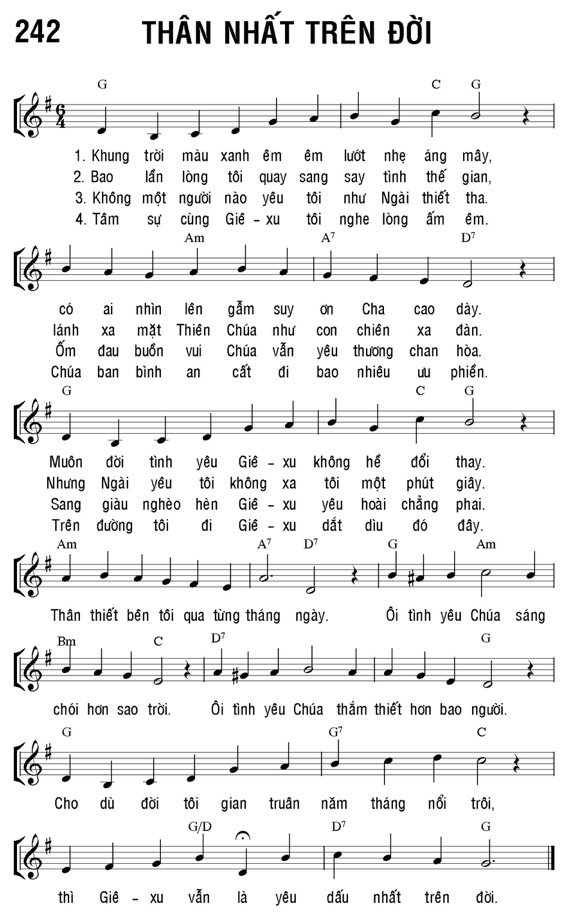 242 THÂN NHẤT TRÊN ĐỜI
G C G
6
4
1. Khung trời màu xanh êm êm lướt nhẹ áng mây,
2. Bao lần lòng tôi quay sang say tình thế gian,
3. Không một người nào yêu tôi như Ngài thiết tha.
4. Tâm sự cùng Giê - xu tôi nghe lòng ấm êm.
Am A7 D7
có ai nhìn lên gẫm suy ơn Cha cao dày.
lánh xa mặt Thiên Chúa như con chiên xa đàn.
Ốm đau buồn vui Chúa vẫn yêu thương chan hòa.
Chúa ban bình an cất đi bao nhiêu ưu phiền.
G C G
Muôn đời tình yêu Giê - xu không hề đổi thay.
Nhưng Ngài yêu tôi không xa tôi một phút giây.
Sang giàu nghèo hèn Giê - xu yêu hoài chẳng phai.
Trên đường tôi đi Giê - xu dắt dìu đó đây.
Am A7 D7 G Am
Thân thiết bên tôi qua từng tháng ngày. Ôi tình yêu Chúa sáng
Bm C D7 G
chói hơn sao trời. Ôi tình yêu Chúa thắm thiết hơn bao người.
G G7 C
Cho dù đời tôi gian truân năm tháng nổi trôi,
G/D D7 G
thì Giê - xu vẫn là yêu dấu nhất trên đời.